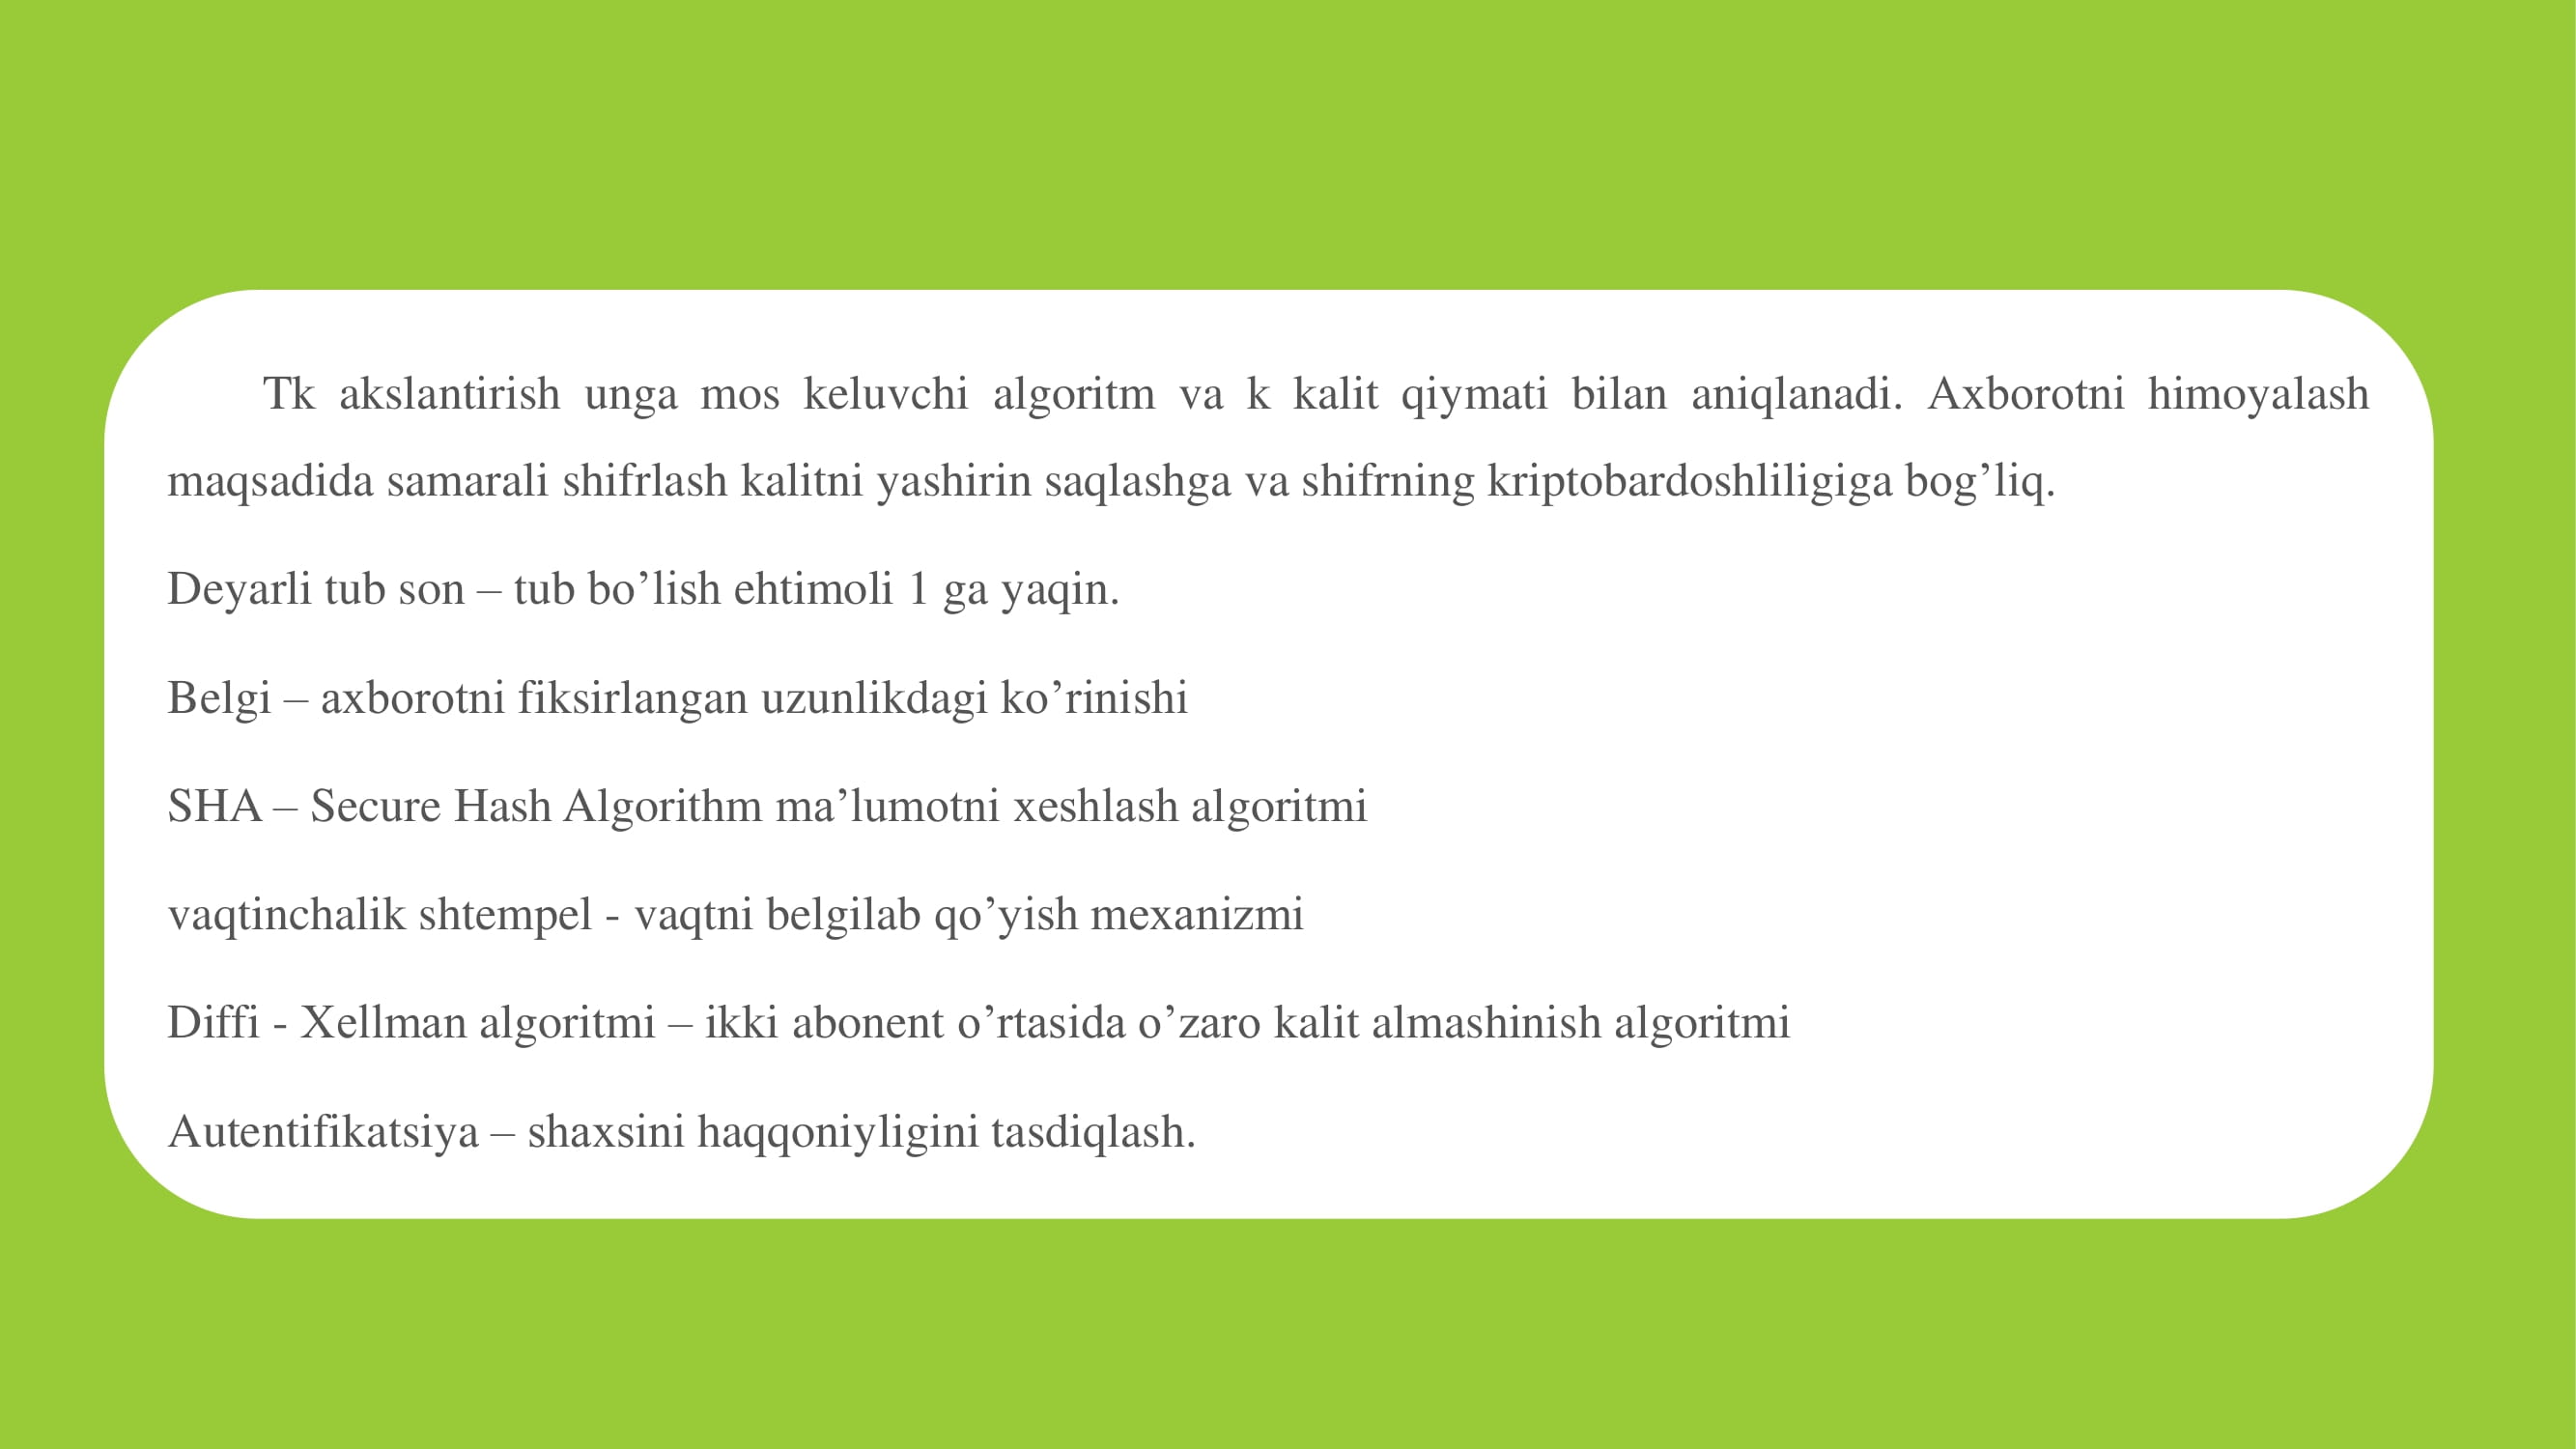 Tk akslantirish unga mos keluvchi algoritm va k kalit qiymati bilan aniqlanadi. Axborotni himoyalash
maqsadida samarali shifrlash kalitni yashirin saqlashga va shifrning kriptobardoshliligiga bog’liq.
Deyarli tub son – tub bo’lish ehtimoli 1 ga yaqin.
Belgi – axborotni fiksirlangan uzunlikdagi ko’rinishi
SHA – Secure Hash Algorithm ma’lumotni xeshlash algoritmi
vaqtinchalik shtempel - vaqtni belgilab qo’yish mexanizmi
Diffi - Xellman algoritmi – ikki abonent o’rtasida o’zaro kalit almashinish algoritmi
Autentifikatsiya – shaxsini haqqoniyligini tasdiqlash.